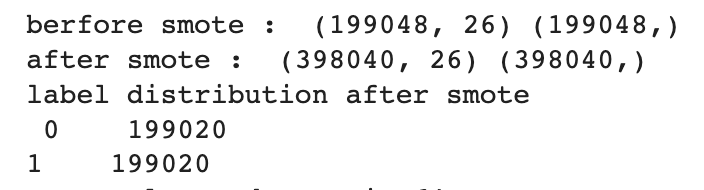 berfore smote :  (199048, 26) (199048,)
after smote :  (398040, 26) (398040,)
label distribution after smote
 0    199020
1    199020